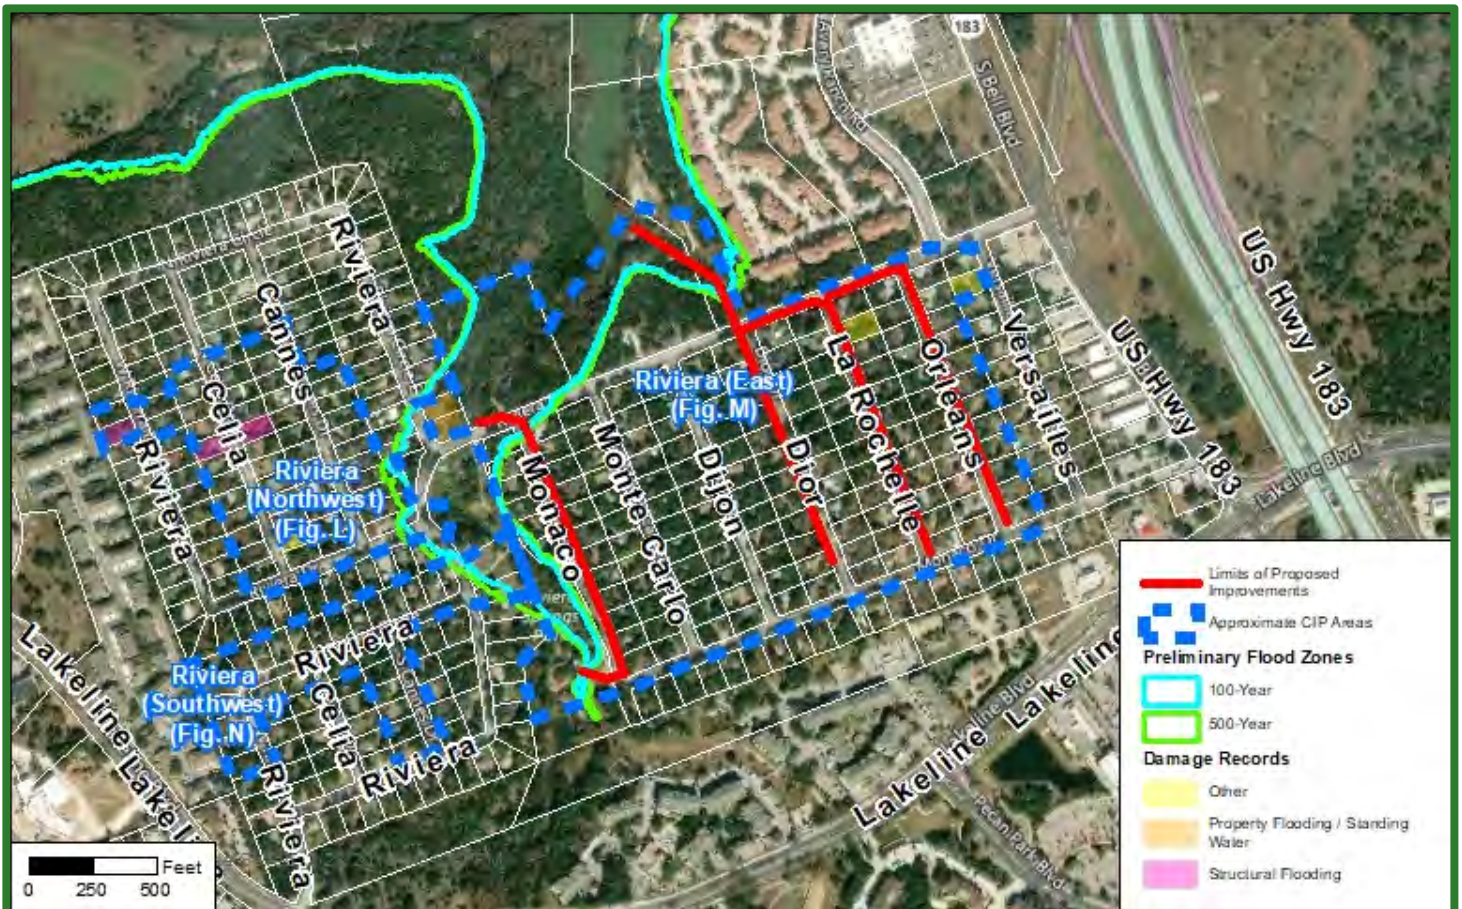 183
S Bell Blvd
US Hwy 183
US Hwy 183
Lakeline Blvd
Riviera
Cannes
Celia
Riviera
Riviera
(Northwest)
(Fig. L)
Riviera (East)
(Fig. M)
Monaco
Monte Carlo
Dijon
Dior
La Rochelle
Orleans
Versailles
Riviera
(Southwest)
(Fig. N)
Riviera
Celia
Riviera
Riviera
Lakeline
Lakeline Blvd
Lakeline
Lakeline
Pecan Park Blvd
Limits of Proposed
Improvements
Approximate CIP Areas
Preliminary Flood Zones
100-Year
500-Year
Damage Records
Other
Property Flooding / Standing
Water
Structural Flooding
Feet
0 250 500